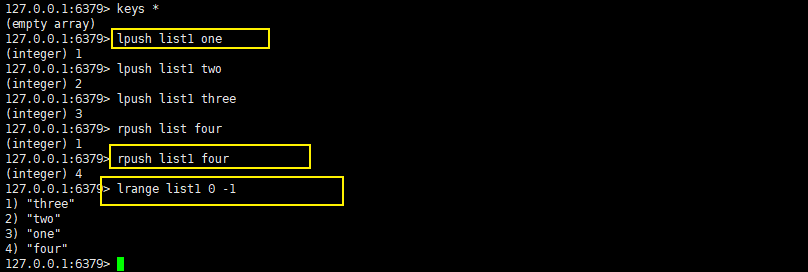 127.0.0.1:6379> keys *
(empty array)
127.0.0.1:6379> lpush list1 one
(integer) 1
127.0.0.1:6379> lpush list1 two
(integer) 2
127.0.0.1:6379> lpush list1 three
(integer) 3
127.0.0.1:6379> rpush list four
(integer) 1
127.0.0.1:6379> rpush list1 four
(integer) 4
127.0.0.1:6379> lrange list1 0 -1
1) "three"
2) "two"
3) "one"
4) "four"
127.0.0.1:6379>